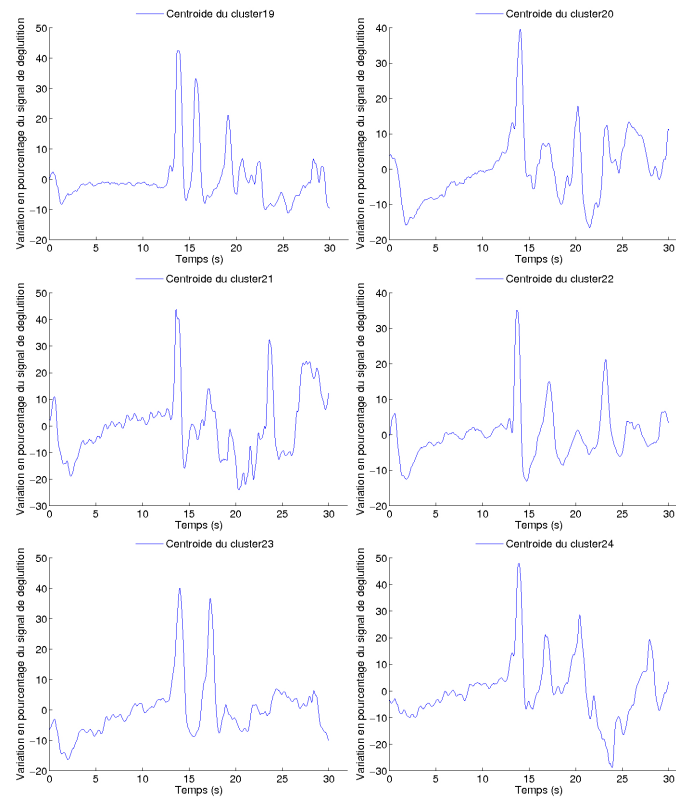 Centroide du cluster19
Variation en pourcentage du signal de deglutition
50
40
30
20
10
0
−10
−20
0 5 10 15 20 25 30
Temps (s)
Centroide du cluster20
Variation en pourcentage du signal de deglutition
40
30
20
10
0
−10
−20
0 5 10 15 20 25 30
Temps (s)
Centroide du cluster21
Variation en pourcentage du signal de deglutition
50
40
30
20
10
0
−10
−20
−30
0 5 10 15 20 25 30
Temps (s)
Centroide du cluster22
Variation en pourcentage du signal de deglutition
40
30
20
10
0
−10
−20
0 5 10 15 20 25 30
Temps (s)
Centroide du cluster23
Variation en pourcentage du signal de deglutition
50
40
30
20
10
0
−10
−20
0 5 10 15 20 25 30
Temps (s)
Centroide du cluster24
Variation en pourcentage du signal de deglutition
50
40
30
20
10
0
−10
−20
−30
0 5 10 15 20 25 30
Temps (s)